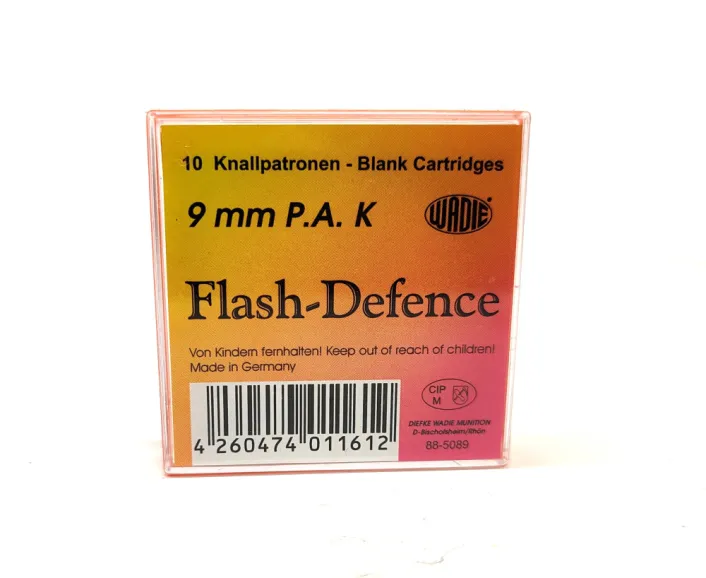 10 Knallpatronen - Blank Cartridges
9 mm P.A. K
WADIE
Flash-Defence
Von Kindern fernhalten! Keep out of reach of children!
Made in Germany
CIP
M
4 260474 011612
DIEFKE WADIE MUNITION
D-Bischofsheim/Rhön
88-5089